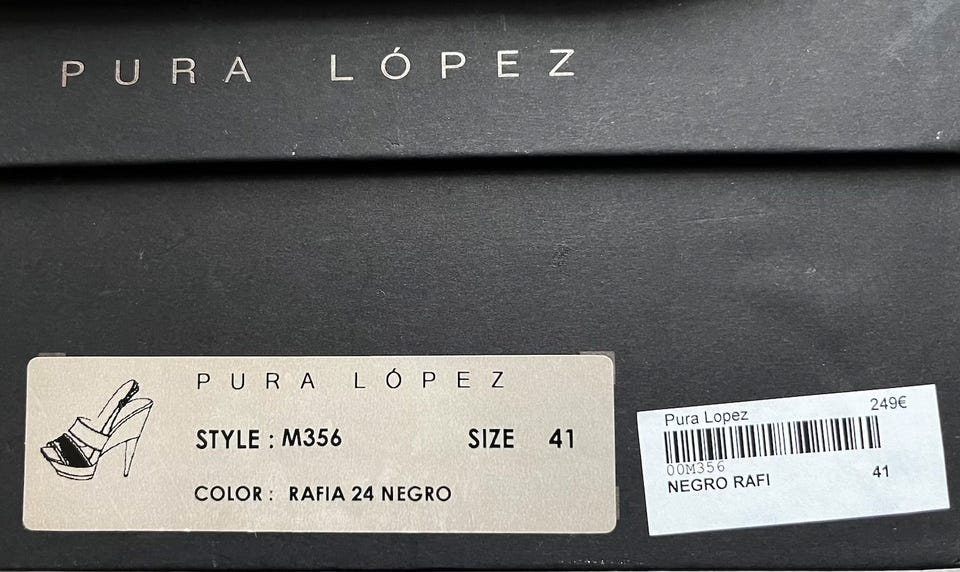 PURA LÓPEZ
PURA LÓPEZ
STYLE : M356 SIZE 41
COLOR : RAFIA 24 NEGRO
Pura Lopez 249€
00M356
NEGRO RAFI 41